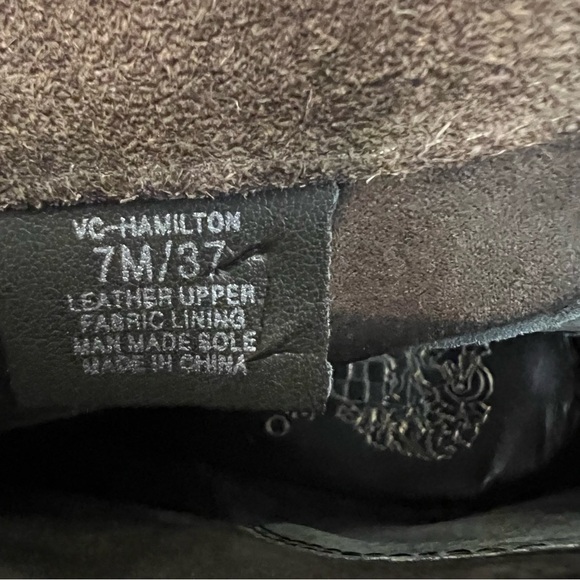 VC-HAMILTON
7M/37
LEATHER UPPER
FABRIC LINING
MAN MADE SOLE
MADE IN CHINA